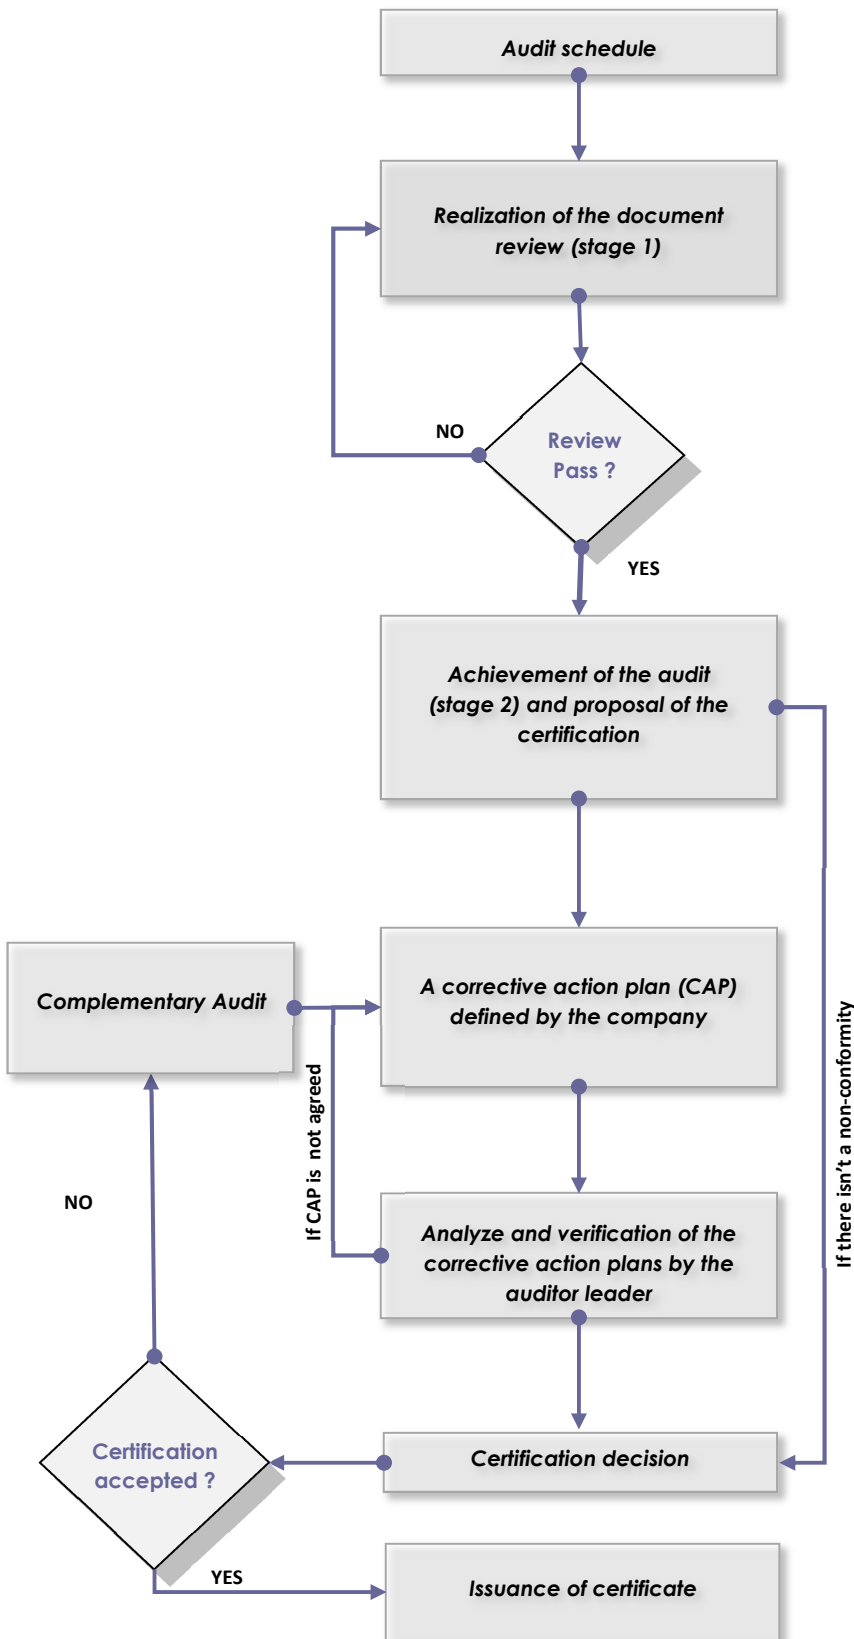 Audit schedule
Realization of the document
review (stage 1)
NO
Review
Pass ?
YES
Achievement of the audit
(stage 2) and proposal of the
certification
If there isn't a non-conformity
Complementary Audit
A corrective action plan (CAP)
defined by the company
If CAP is not agreed
NO
Analyze and verification of the
corrective action plans by the
auditor leader
Certification
accepted ?
Certification decision
YES
Issuance of certificate